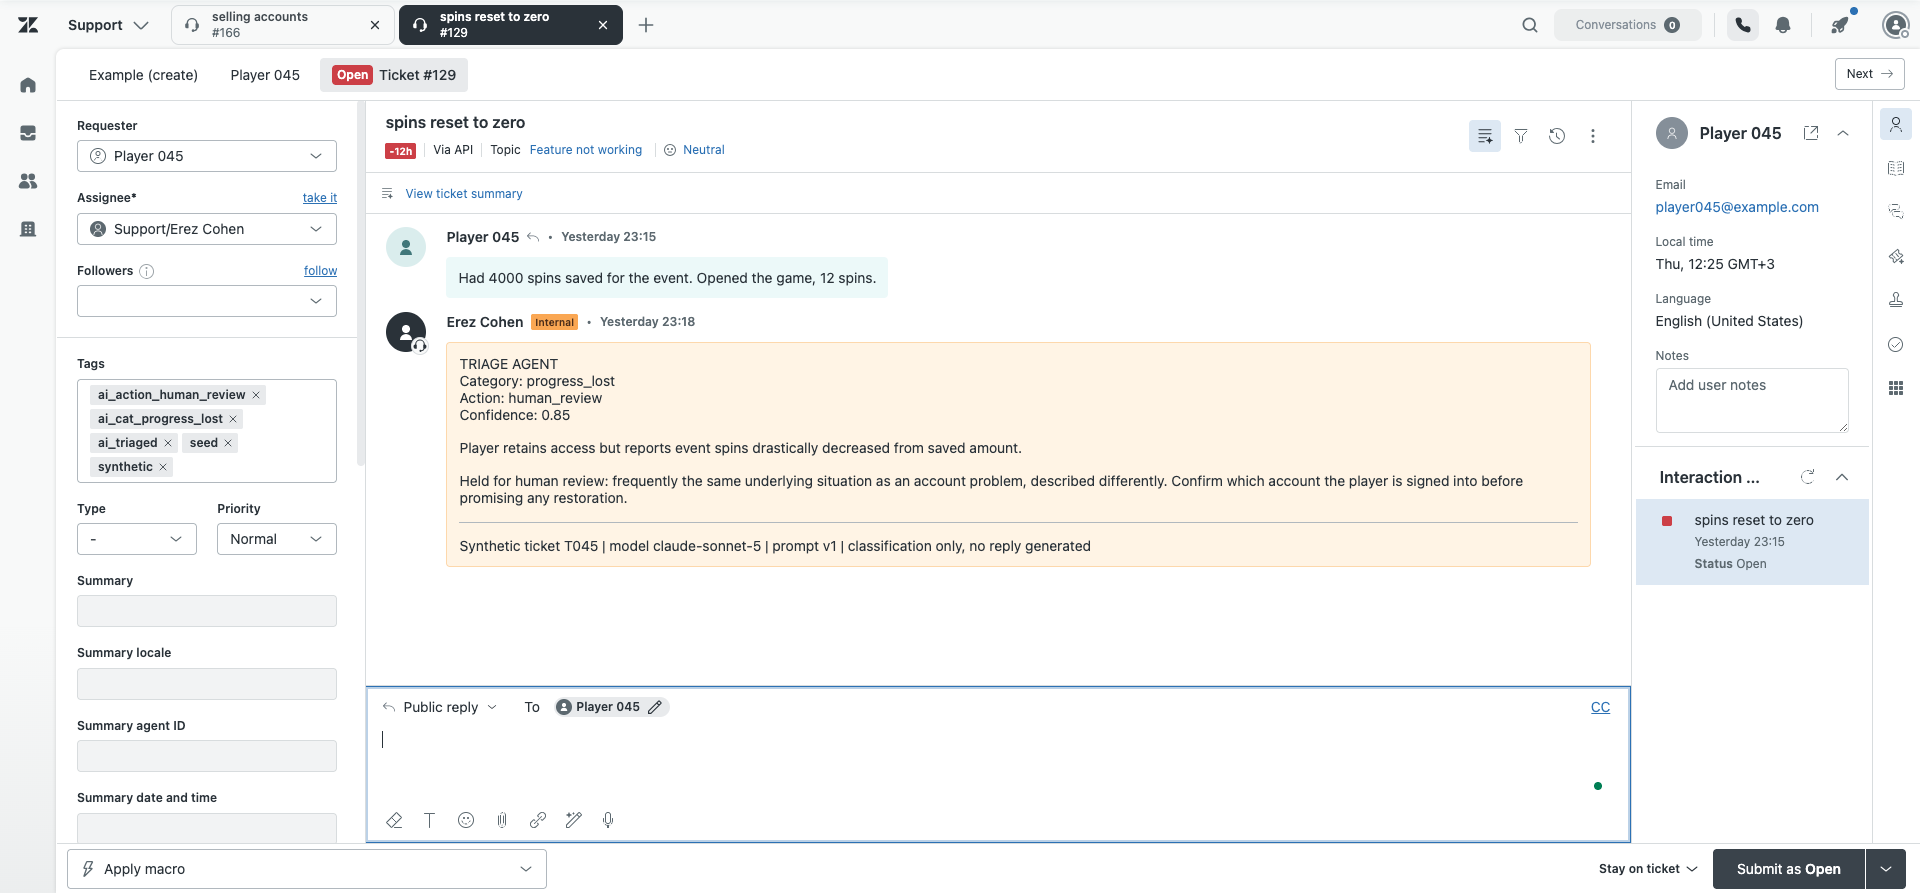 Support
selling accounts
#166
spins reset to zero
#129
Conversations 0
Example (create)
Player 045
Open Ticket #129
Next
Requester
Player 045
Assignee*
take it
Support/Erez Cohen
Followers
follow
Tags
ai_action_human_review
ai_cat_progress_lost
ai_triaged
seed
synthetic
Type
Priority
-
Normal
Summary
Summary locale
Summary agent ID
Summary date and time
spins reset to zero
-12h
Via API
Topic Feature not working
Neutral
View ticket summary
Player 045 • Yesterday 23:15
Had 4000 spins saved for the event. Opened the game, 12 spins.
Erez Cohen Internal • Yesterday 23:18
TRIAGE AGENT
Category: progress_lost
Action: human_review
Confidence: 0.85
Player retains access but reports event spins drastically decreased from saved amount.
Held for human review: frequently the same underlying situation as an account problem, described differently. Confirm which account the player is signed into before
promising any restoration.
Synthetic ticket T045 | model claude-sonnet-5 | prompt v1 | classification only, no reply generated
Public reply
To
Player 045
CC
Player 045
Email
player045@example.com
Local time
Thu, 12:25 GMT+3
Language
English (United States)
Notes
Add user notes
Interaction ...
spins reset to zero
Yesterday 23:15
Status Open
Apply macro
Stay on ticket
Submit as Open